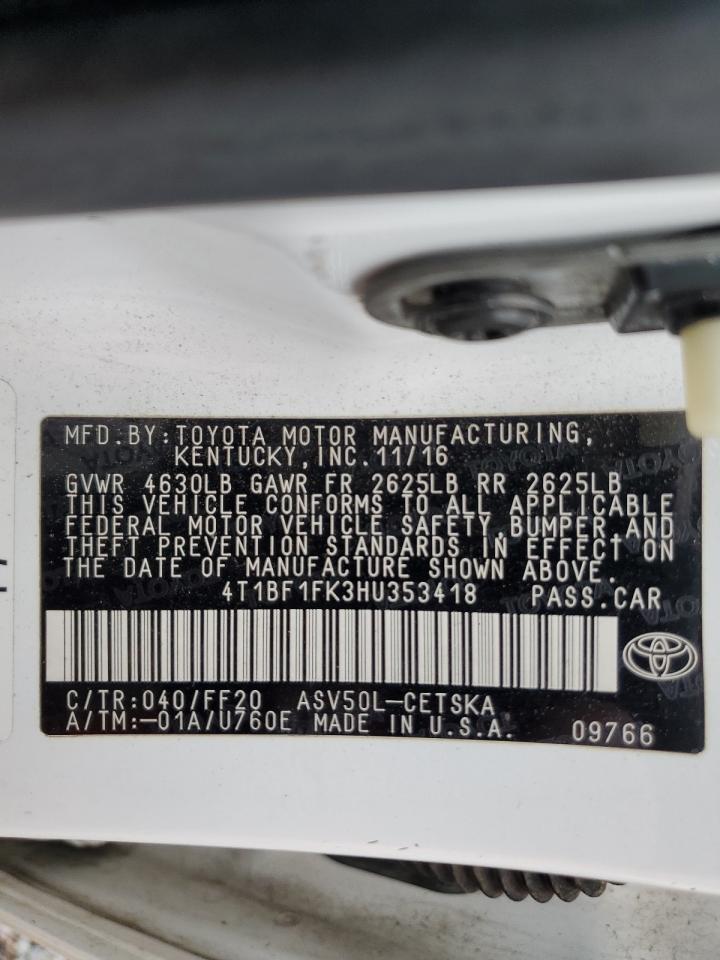 MFD.BY:TOYOTA MOTOR MANUFACTURING,
KENTUCKY,INC.11/16
GVWR 4630LB GAWR FR 2625LB RR 2625LB
THIS VEHICLE CONFORMS TO ALL APPLICABLE
FEDERAL MOTOR VEHICLE SAFETY,BUMPER,AND
THEFT PREVENTION STANDARDS IN EFFECT ON
THE DATE OF MANUFACTURE SHOWN ABOVE.
4T1BF1FK3HU353418 PASS.CAR
C/TR:040/FF20 ASV50L-CETSKA
A/TM:-01A/U760E MADE IN U.S.A. 09766